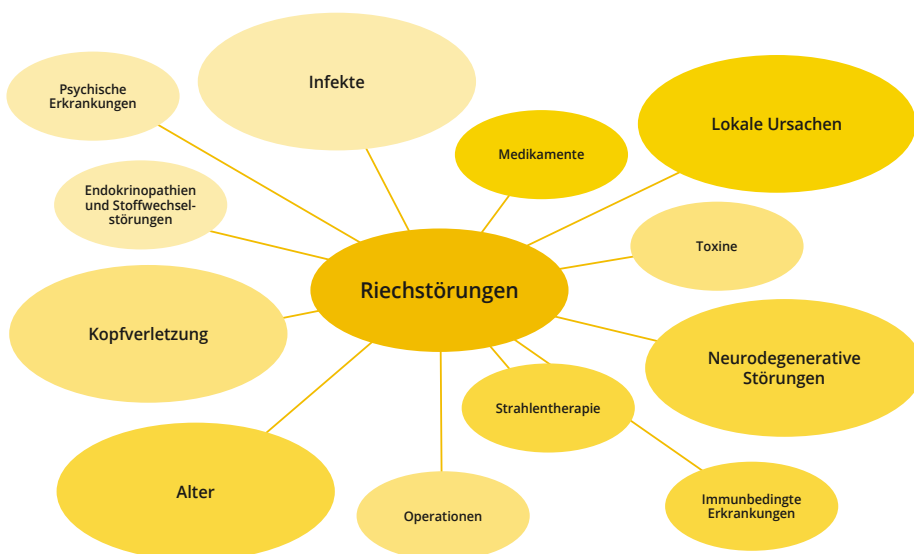 Psychische
Erkrankungen
Infekte
Lokale Ursachen
Medikamente
Endokrinopathien
und Stoffwechsel-
störungen
Toxine
Riechstörungen
Kopfverletzung
Neurodegenerative
Störungen
Strahlentherapie
Alter
Operationen
Immunbedingte
Erkrankungen